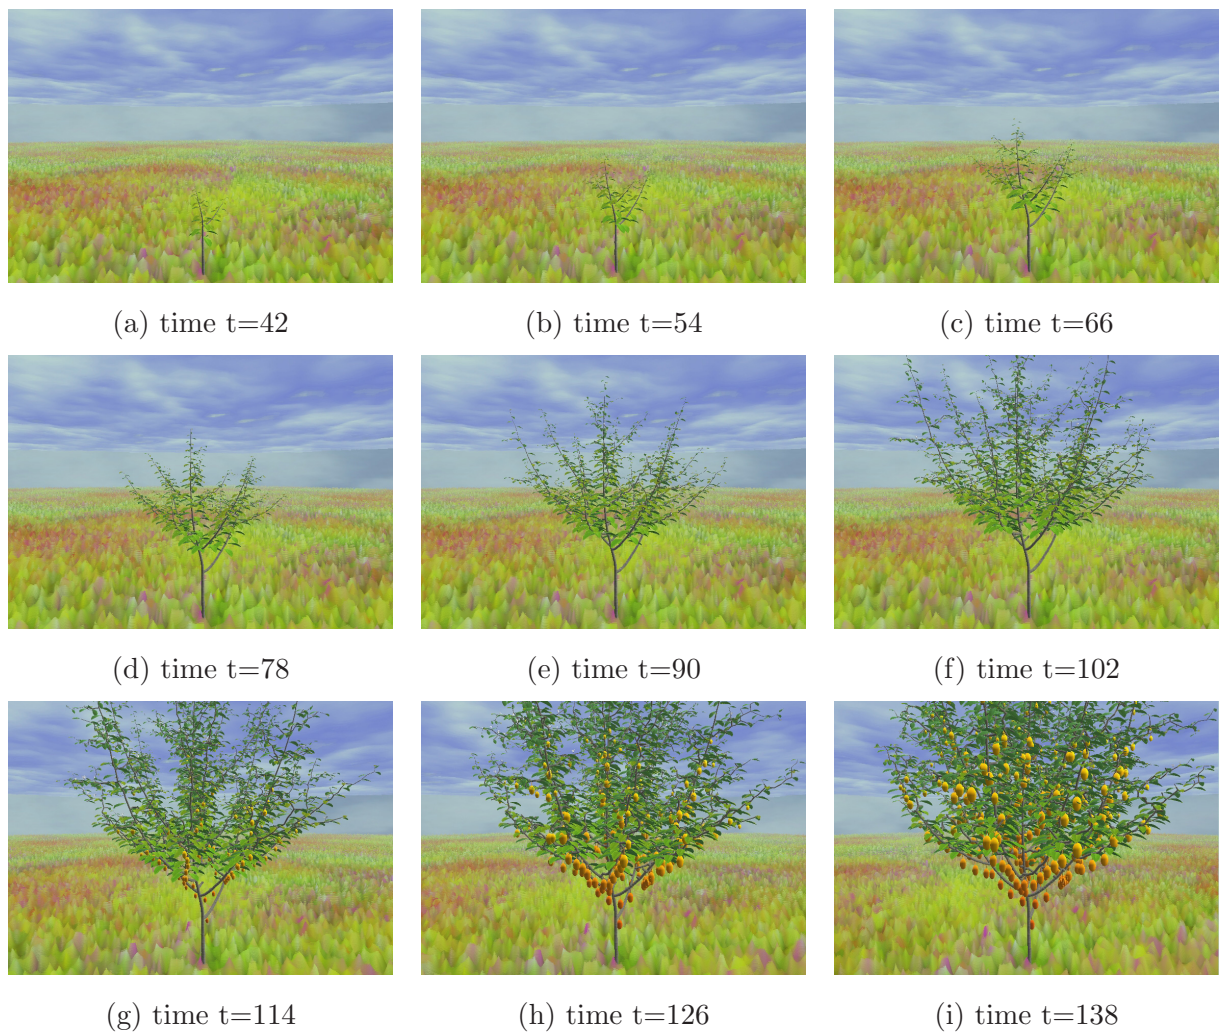 (a) time t=42
(b) time t=54
(c) time t=66
(d) time t=78
(e) time t=90
(f) time t=102
(g) time t=114
(h) time t=126
(i) time t=138